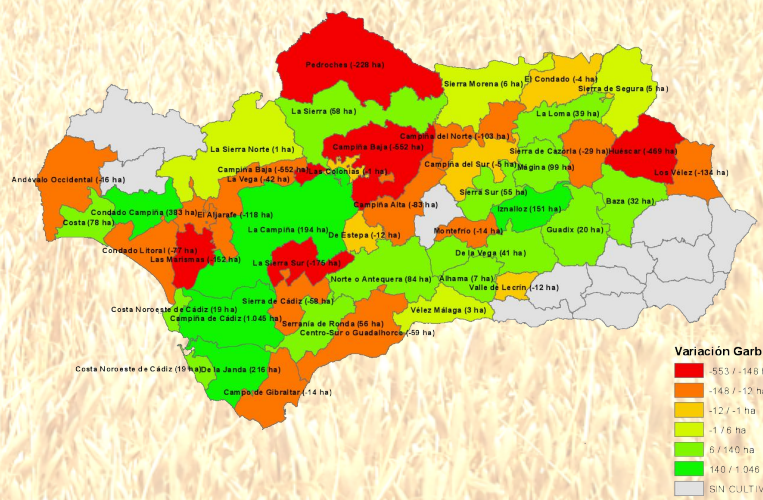 Pedroches (-228 ha)
El Condado (-4 ha)
Sierra Morena (6 ha)
Sierra de Segura (5 ha)
La Sierra (58 ha)
La Loma (39 ha)
Campiña del Norte (-103 ha)
La Sierra Norte (1 ha)
Campiña Baja (-552 ha)
Sierra de Cazorla (-29 ha)
Huéscar (-469 ha)
Campiña del Sur (-5 ha)
Mágina (99 ha)
Los Vélez (-134 ha)
Campiña Baja (-552 ha)
Las Colonias (-1 ha)
Andévalo Occidental (-16 ha)
La Vega (-42 ha)
Sierra Sur (55 ha)
Baza (32 ha)
Condado Campiña (383 ha)
El Aljarafe (-118 ha)
Campiña Alta (-83 ha)
Iznalloz (151 ha)
Costa (78 ha)
La Campiña (194 ha)
Montefrío (-14 ha)
Guadix (20 ha)
De Estepa (-12 ha)
Condado Litoral (-77 ha)
Las Marismas (-352 ha)
La Sierra Sur (-175 ha)
De la Vega (41 ha)
Norte o Antequera (84 ha)
Alhama (7 ha)
Valle de Lecrín (-12 ha)
Sierra de Cádiz (-58 ha)
Costa Noroeste de Cádiz (19 ha)
Campiña de Cádiz (1.045 ha)
Vélez Málaga (3 ha)
Serranía de Ronda (56 ha)
Centro-Sur o Guadalhorce (-59 ha)
Costa Noroeste de Cádiz (19 ha)
De la Janda (216 ha)
Campo de Gibraltar (-14 ha)
Variación Garb
-553 / -148 h
-148 / -12 ha
-12 / -1 ha
-1 / 6 ha
6 / 140 ha
140 / 1 046
SIN CULTIV